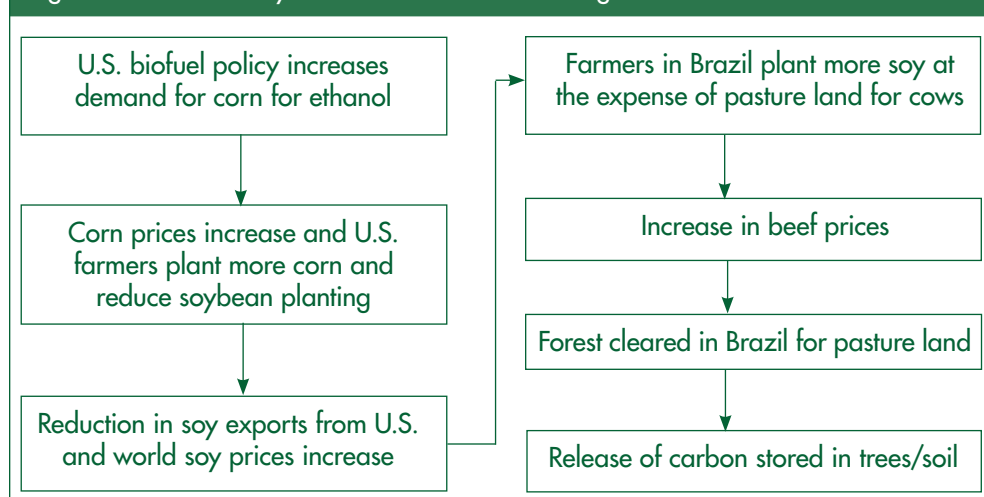 U.S. biofuel policy increases
demand for corn for ethanol
Corn prices increase and U.S.
farmers plant more corn and
reduce soybean planting
Reduction in soy exports from U.S.
and world soy prices increase
Farmers in Brazil plant more soy at
the expense of pasture land for cows
Increase in beef prices
Forest cleared in Brazil for pasture land
Release of carbon stored in trees/soil